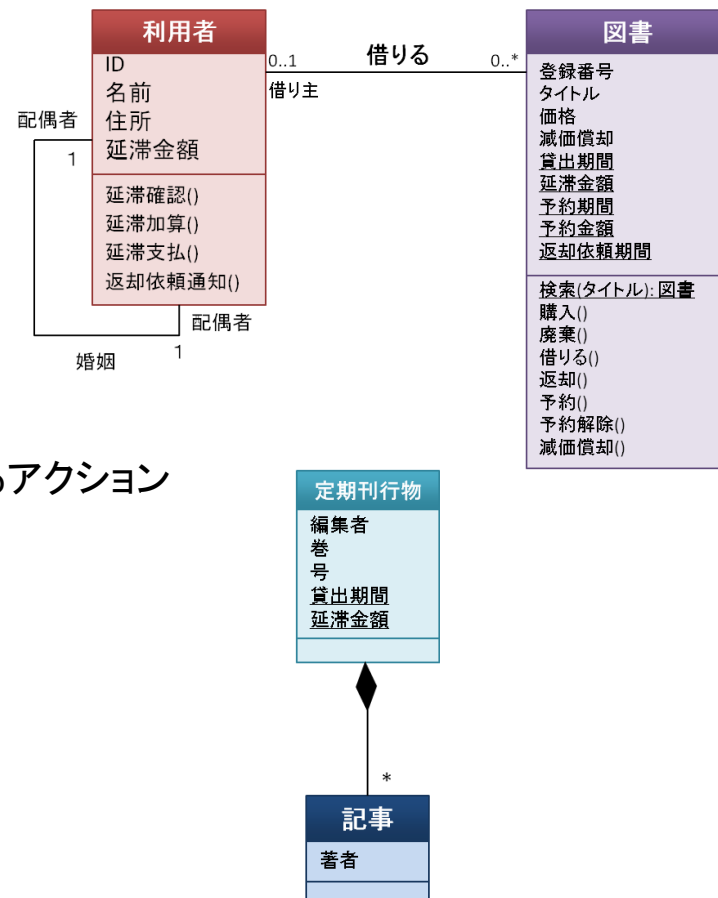 利用者
ID
名前
住所
延滞金額
延滞確認()
延滞加算()
延滞支払()
返却依頼通知()
配偶者
1
配偶者
1
婚姻
0..1
借りる
0..*
借り主
図書
登録番号
タイトル
価格
減価償却
貸出期間
延滞金額
予約期間
予約金額
返却依頼期間
検索(タイトル): 図書
購入()
廃棄()
借りる()
返却()
予約()
予約解除()
減価償却()
るアクション
定期刊行物
編集者
巻
号
貸出期間
延滞金額
*
記事
著者